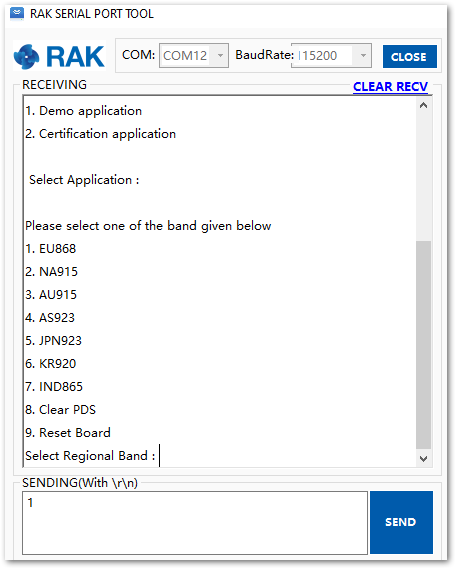 RAK SERIAL PORT TOOL
RAK COM: COM12 BaudRate: 115200 CLOSE
RECEIVING CLEAR RECV
1. Demo application
2. Certification application
Select Application :
Please select one of the band given below
1. EU868
2. NA915
3. AU915
4. AS923
5. JPN923
6. KR920
7. IND865
8. Clear PDS
9. Reset Board
Select Regional Band :
SENDING(With \r\n)
1
SEND